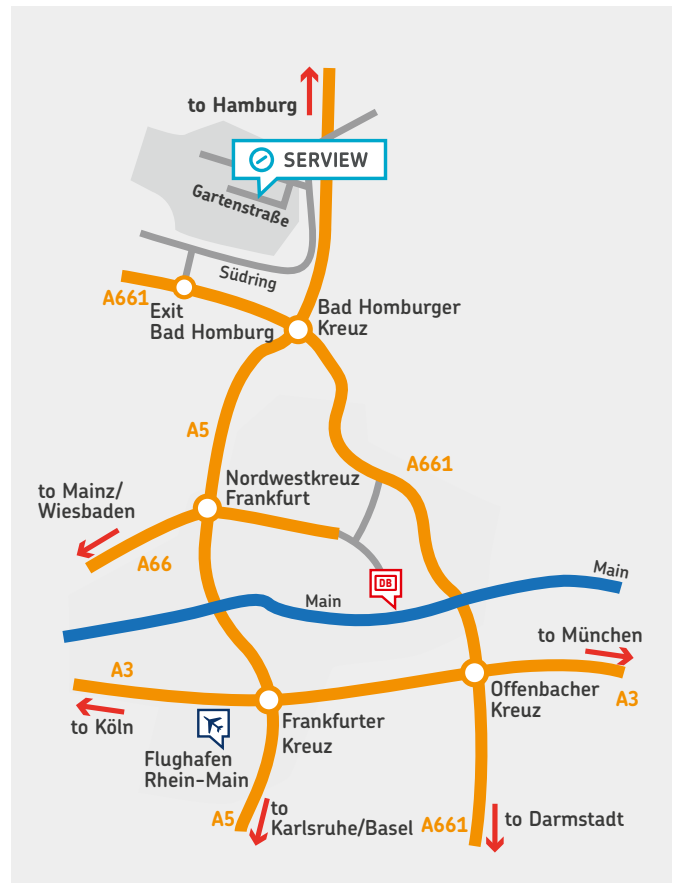 to Hamburg
SERVIEW
Gartenstraße
Südring
A661
Exit
Bad Homburg
Bad Homburger
Kreuz
A5
A661
Nordwestkreuz
Frankfurt
to Mainz/
Wiesbaden
A66
DB
Main
Main
to München
A3
A3
to Köln
Offenbacher
Kreuz
Frankfurter
Kreuz
Flughafen
Rhein-Main
A5
to
Karlsruhe/Basel
A661
to Darmstadt